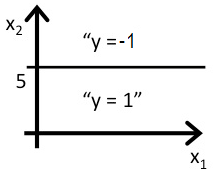 x2
“y =-1
5
“y = 1”
x1